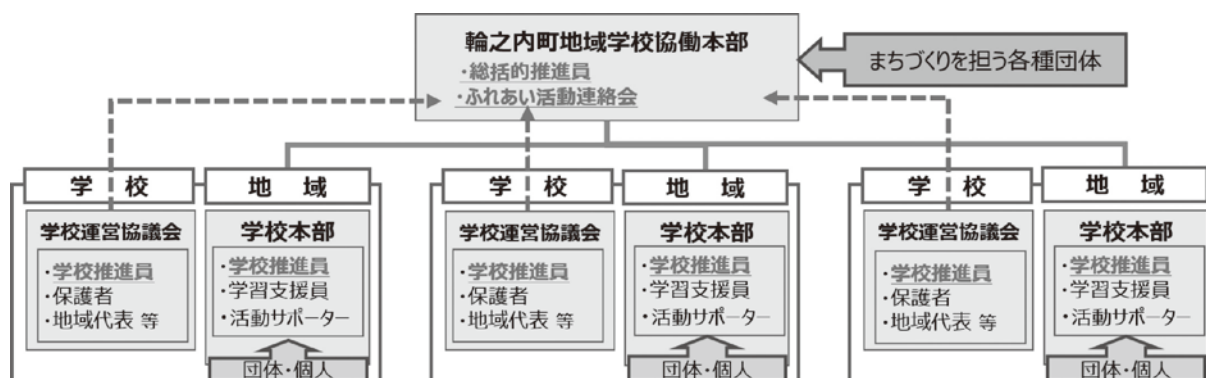 輪之内町地域学校協働本部
・総括的推進員
・ふれあい活動連絡会
まちづくりを担う各種団体
学 校
地 域
学校運営協議会
・学校推進員
・保護者
・地域代表 等
学校本部
・学校推進員
・学習支援員
・活動サポーター
団体・個人
学 校
地 域
学校運営協議会
・学校推進員
・保護者
・地域代表 等
学校本部
・学校推進員
・学習支援員
・活動サポーター
団体・個人
学 校
地 域
学校運営協議会
・学校推進員
・保護者
・地域代表 等
学校本部
・学校推進員
・学習支援員
・活動サポーター
団体・個人